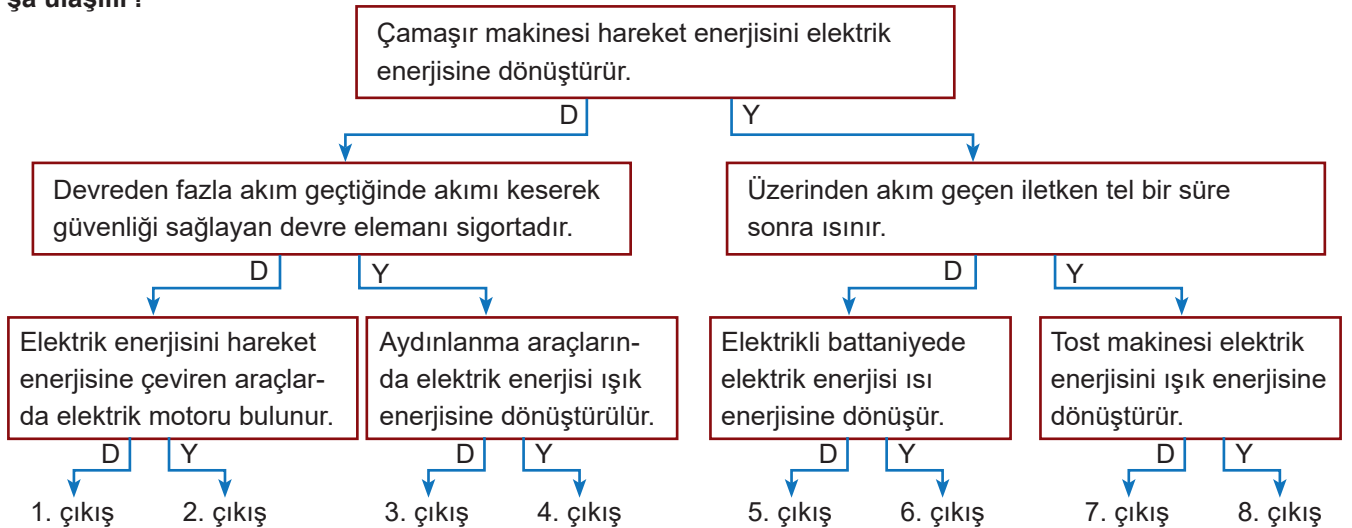 şa ulaşılır?
Çamaşır makinesi hareket enerjisini elektrik
enerjisine dönüştürür.
D
Y
Devreden fazla akım geçtiğinde akımı keserek
güvenliği sağlayan devre elemanı sigortadır.
Üzerinden akım geçen iletken tel bir süre
sonra ısınır.
D
Y
D
Y
Elektrik enerjisini hareket
enerjisine çeviren araçlar-
da elektrik motoru bulunur.
Aydınlanma araçların-
da elektrik enerjisi ışık
enerjisine dönüştürülür.
Elektrikli battaniyede
elektrik enerjisi ısı
enerjisine dönüşür.
Tost makinesi elektrik
enerjisini ışık enerjisine
dönüştürür.
D
Y
D
Y
D
Y
D
Y
1. çıkış
2. çıkış
3. çıkış
4. çıkış
5. çıkış
6. çıkış
7. çıkış
8. çıkış